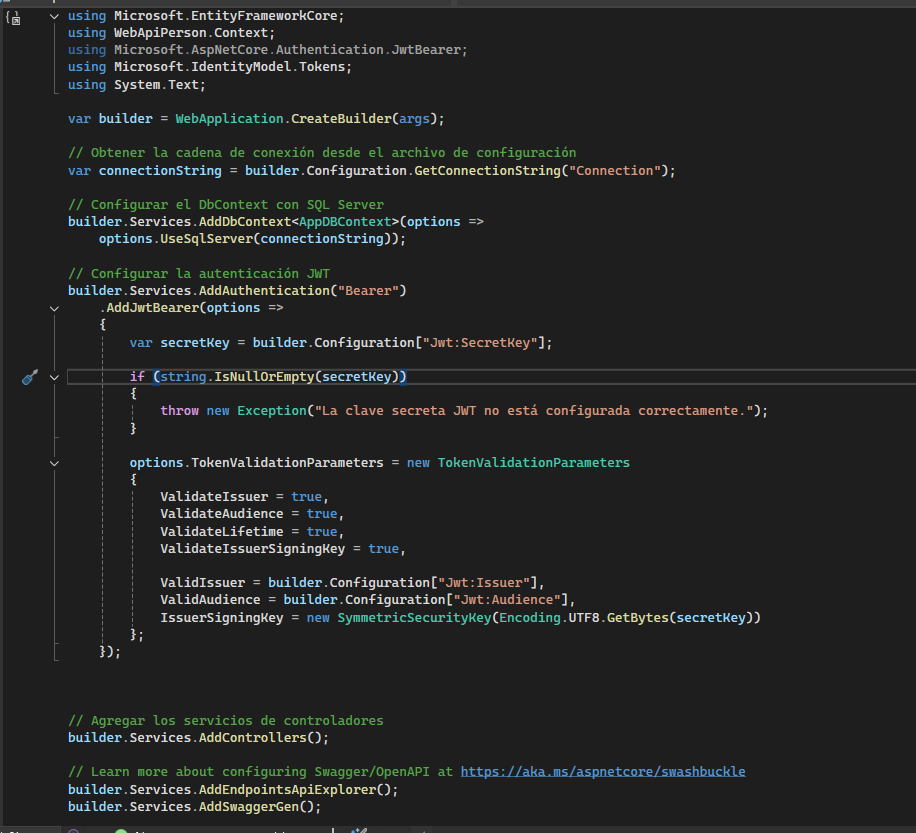 using Microsoft.EntityFrameworkCore;
using WebApiPerson.Context;
using Microsoft.AspNetCore.Authentication.JwtBearer;
using Microsoft.IdentityModel.Tokens;
using System.Text;
var builder = WebApplication.CreateBuilder(args);
// Obtener la cadena de conexión desde el archivo de configuración
var connectionString = builder.Configuration.GetConnectionString("Connection");
// Configurar el DbContext con SQL Server
builder.Services.AddDbContext<AppDBContext>(options =>
options.UseSqlServer(connectionString));
// Configurar la autenticación JWT
builder.Services.AddAuthentication("Bearer")
.AddJwtBearer(options =>
{
var secretKey = builder.Configuration["Jwt:SecretKey"];
if (string.IsNullOrEmpty(secretKey))
{
throw new Exception("La clave secreta JWT no está configurada correctamente.");
}
options.TokenValidationParameters = new TokenValidationParameters
{
ValidateIssuer = true,
ValidateAudience = true,
ValidateLifetime = true,
ValidateIssuerSigningKey = true,
ValidIssuer = builder.Configuration["Jwt:Issuer"],
ValidAudience = builder.Configuration["Jwt:Audience"],
IssuerSigningKey = new SymmetricSecurityKey(Encoding.UTF8.GetBytes(secretKey))
};
});
// Agregar los servicios de controladores
builder.Services.AddControllers();
// Learn more about configuring Swagger/OpenAPI at https://aka.ms/aspnetcore/swashbuckle
builder.Services.AddEndpointsApiExplorer();
builder.Services.AddSwaggerGen();